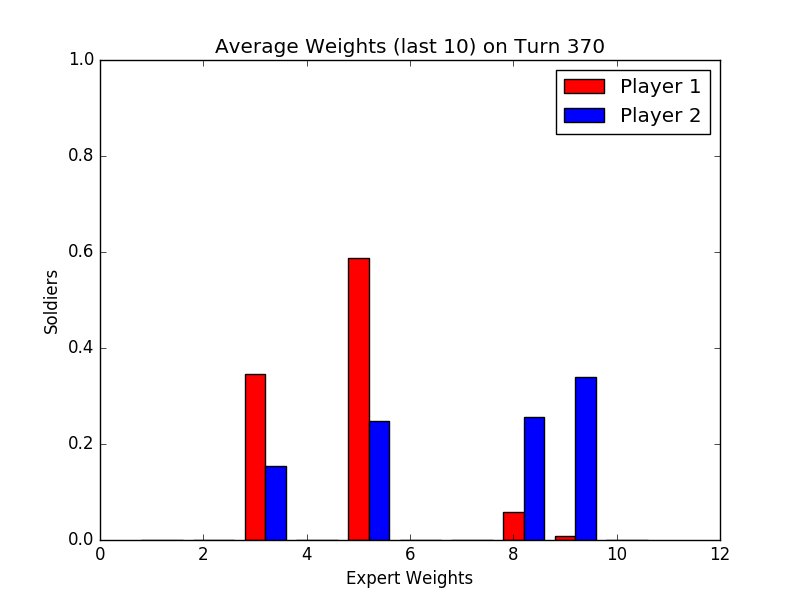 Average Weights (last 10) on Turn 370
1.0
0.8
0.6
0.4
0.2
0.0
Soldiers
Player 1
Player 2
0 2 4 6 8 10 12
Expert Weights